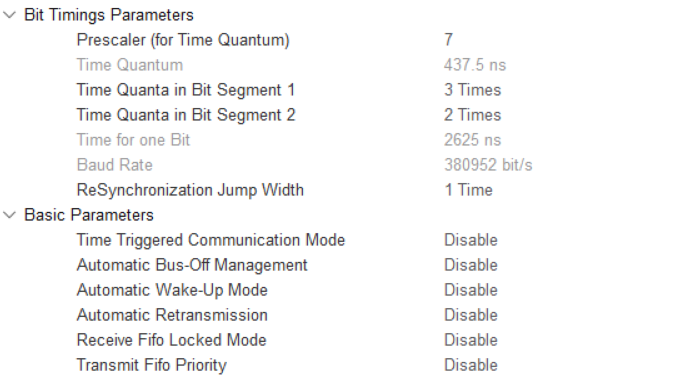 Bit Timings Parameters
Prescaler (for Time Quantum) 7
Time Quantum 437.5 ns
Time Quanta in Bit Segment 1 3 Times
Time Quanta in Bit Segment 2 2 Times
Time for one Bit 2625 ns
Baud Rate 380952 bit/s
ReSynchronization Jump Width 1 Time
Basic Parameters
Time Triggered Communication Mode Disable
Automatic Bus-Off Management Disable
Automatic Wake-Up Mode Disable
Automatic Retransmission Disable
Receive Fifo Locked Mode Disable
Transmit Fifo Priority Disable